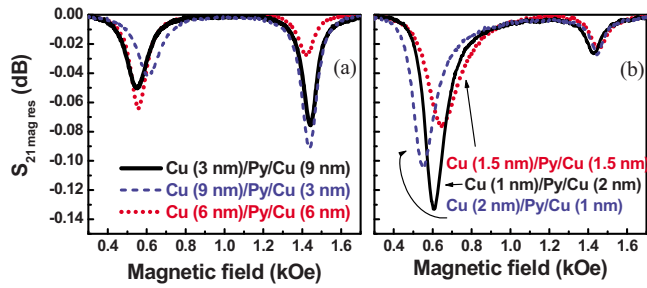 0.00
-0.02
-0.04
-0.06
-0.08
-0.10
-0.12
-0.14
S21 mag res (dB)
(a)
Cu (3 nm)/Py/Cu (9 nm)
Cu (9 nm)/Py/Cu (3 nm)
Cu (6 nm)/Py/Cu (6 nm)
0.4 0.6 0.8 1.0 1.2 1.4 1.6
Magnetic field (kOe)
(b)
Cu (1.5 nm)/Py/Cu (1.5 nm)
Cu (1 nm)/Py/Cu (2 nm)
Cu (2 nm)/Py/Cu (1 nm)
0.4 0.6 0.8 1.0 1.2 1.4 1.6
Magnetic field (kOe)